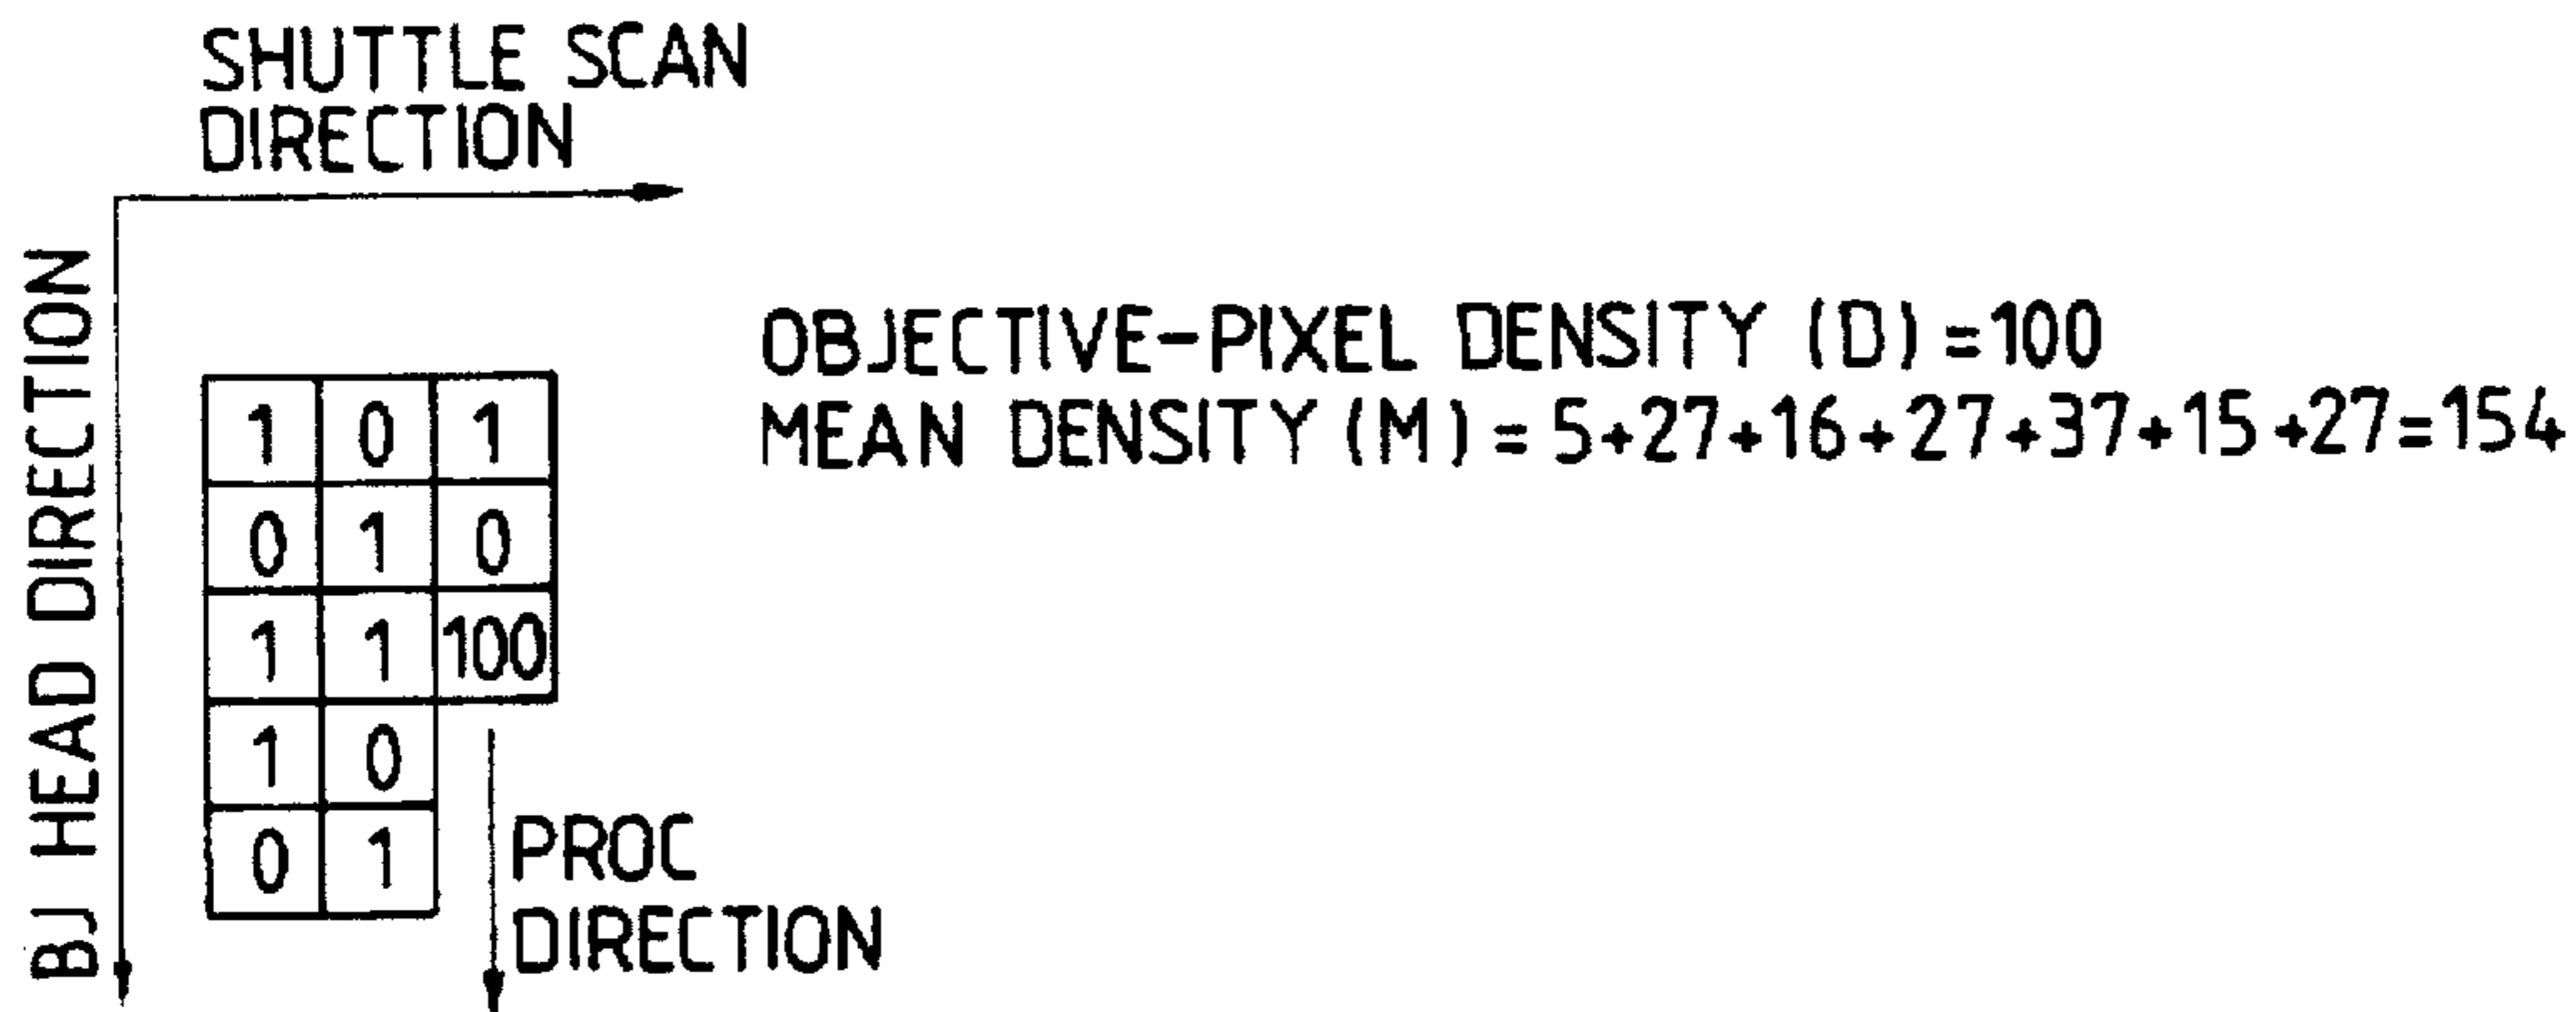 SHUTTLE SCAN
DIRECTION
BJ HEAD DIRECTION
OBJECTIVE-PIXEL DENSITY (D)=100
MEAN DENSITY (M)=5+27+16+27+37+15+27=154
1 0 1
0 1 0
1 1 100
1 0
0 1
PROC
DIRECTION